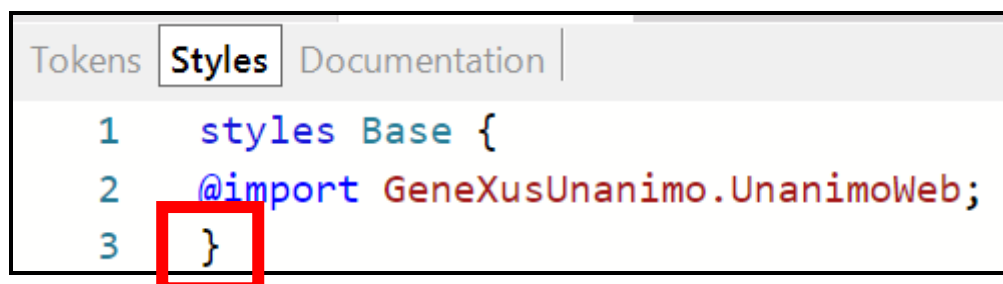 Tokens Styles Documentation
1 styles Base {
2 @import GeneXusUnanimo.UnanimoWeb;
3 }